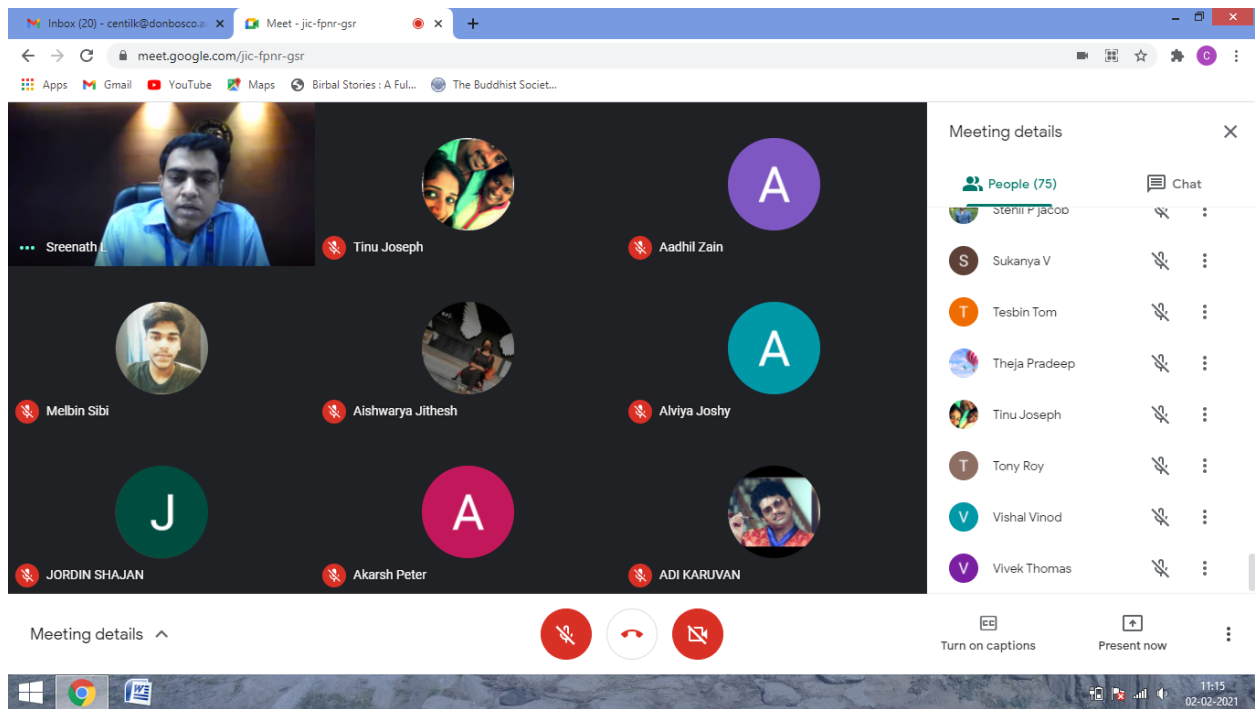 Inbox (20) - centilk@donbosco.a
Meet - jic-fpnr-gsr
meet.google.com/jic-fpnr-gsr
C
Apps
Gmail
YouTube
Maps
Birbal Stories : A Ful...
The Buddhist Societ...
Sreenath L
Tinu Joseph
A
Aadhil Zain
Melbin Sibi
Aishwarya Jithesh
A
Alviya Joshy
J
JORDIN SHAJAN
A
Akarsh Peter
ADI KARUVAN
Meeting details
People (75)
Chat
Stenil P jacob
S
Sukanya V
T
Tesbin Tom
Theja Pradeep
Tinu Joseph
T
Tony Roy
V
Vishal Vinod
V
Vivek Thomas
Meeting details
CC
Turn on captions
Present now
W
11:15
02-02-2021